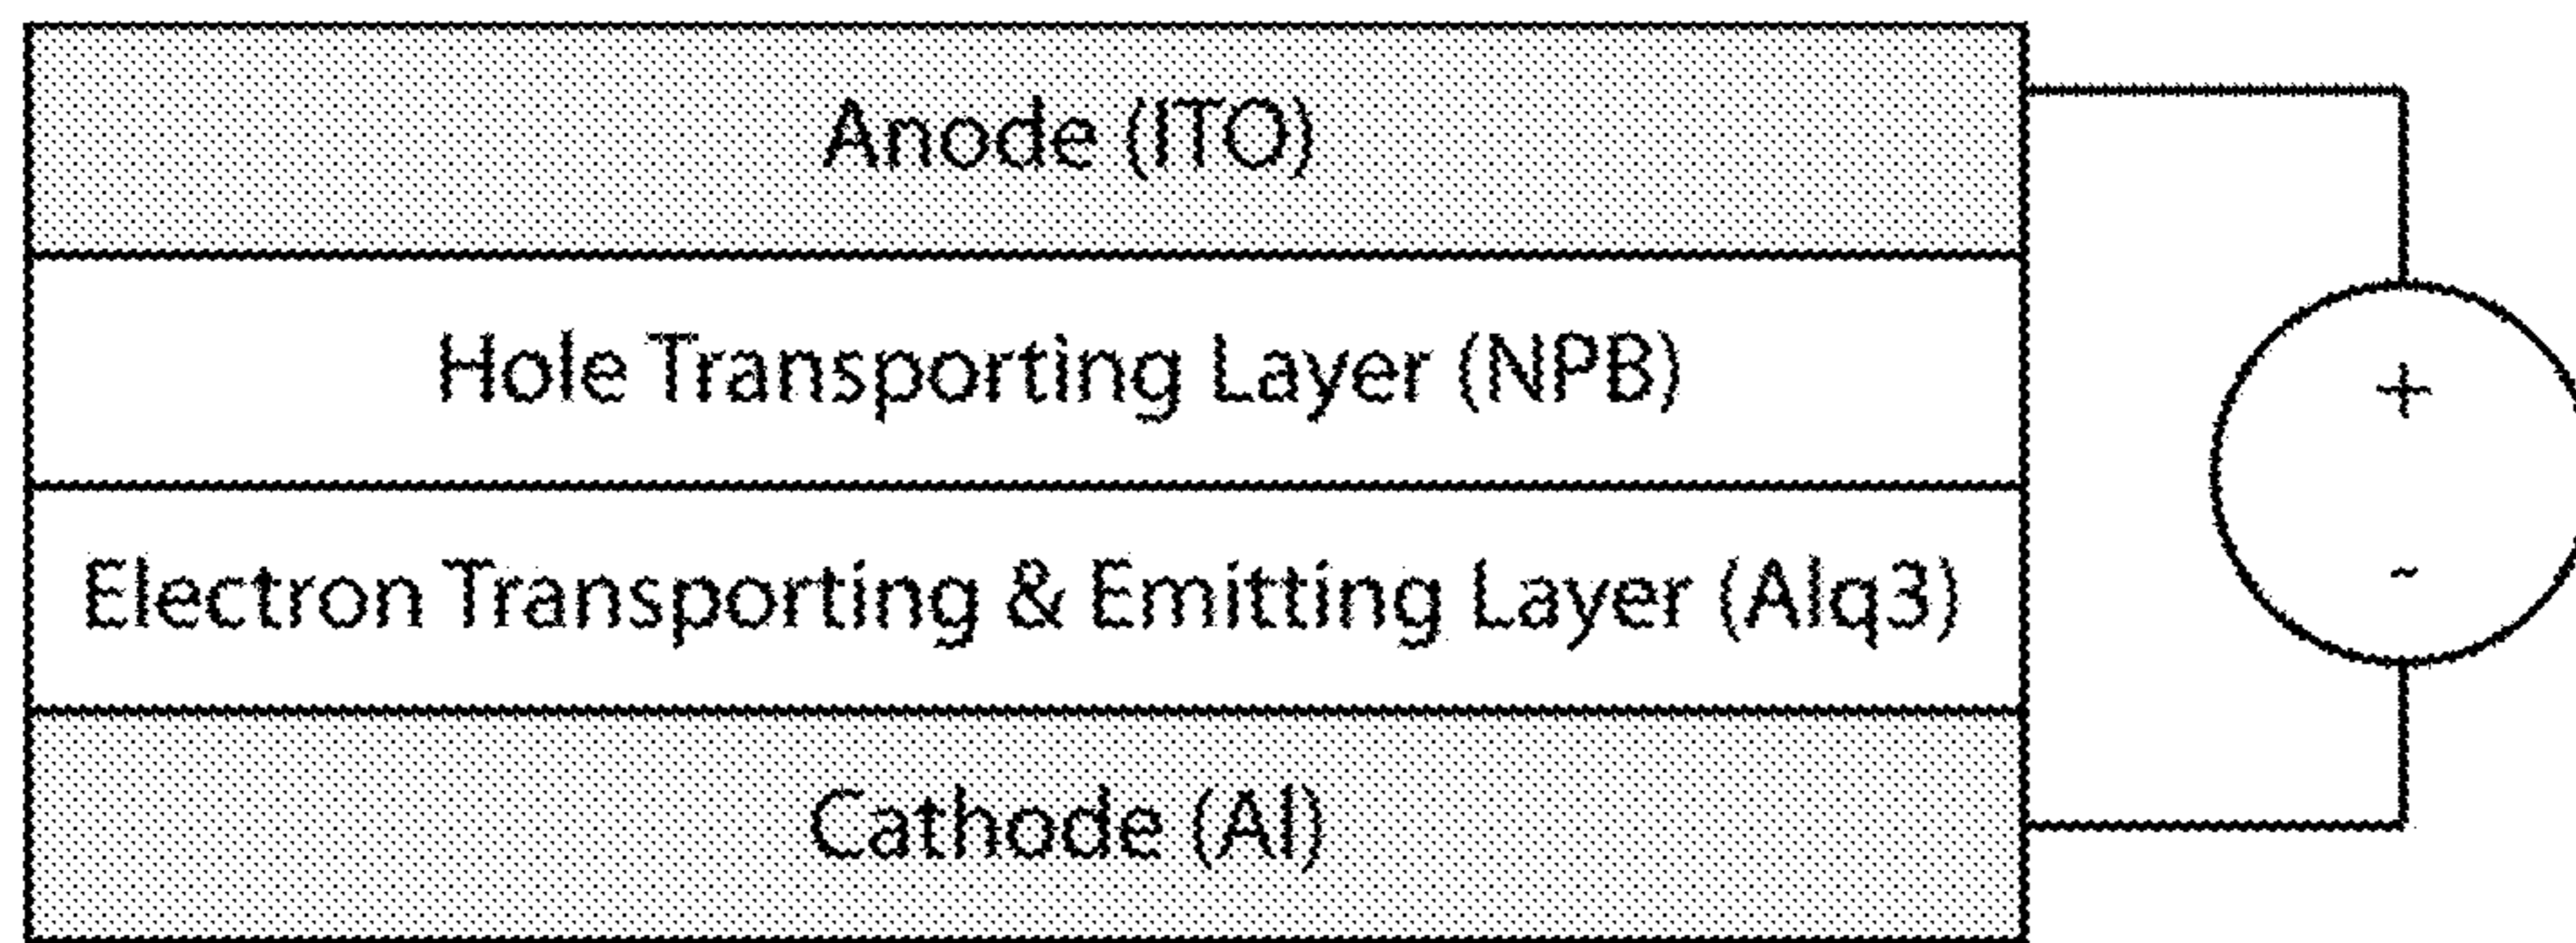 Anode (ITO)
Hole Transporting Layer (NPB)
+
Electron Transporting & Emitting Layer (Alq3)
-
Cathode (Al)